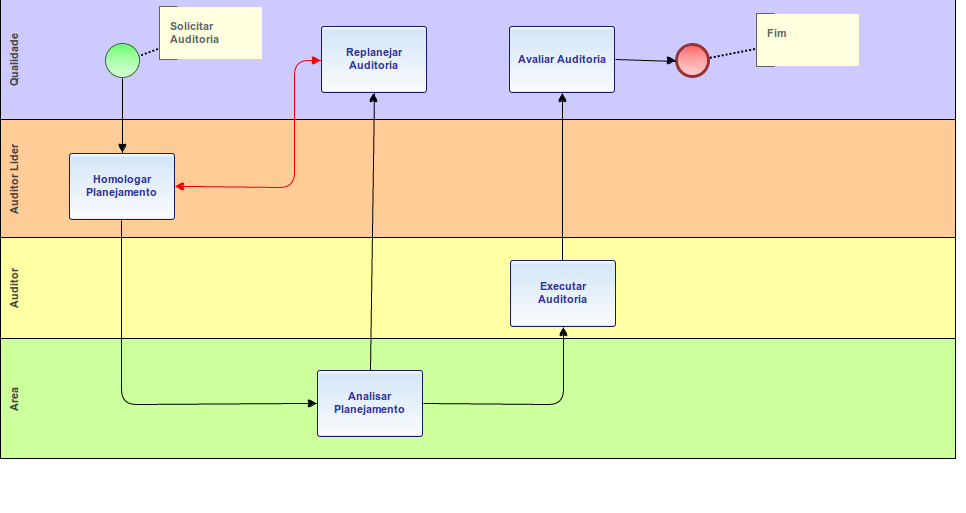 Qualidade
Solicitar
Auditoria
Replanejar
Auditoria
Avaliar Auditoria
Fim
Auditor Lider
Homologar
Planejamento
Auditor
Executar
Auditoria
Area
Analisar
Planejamento